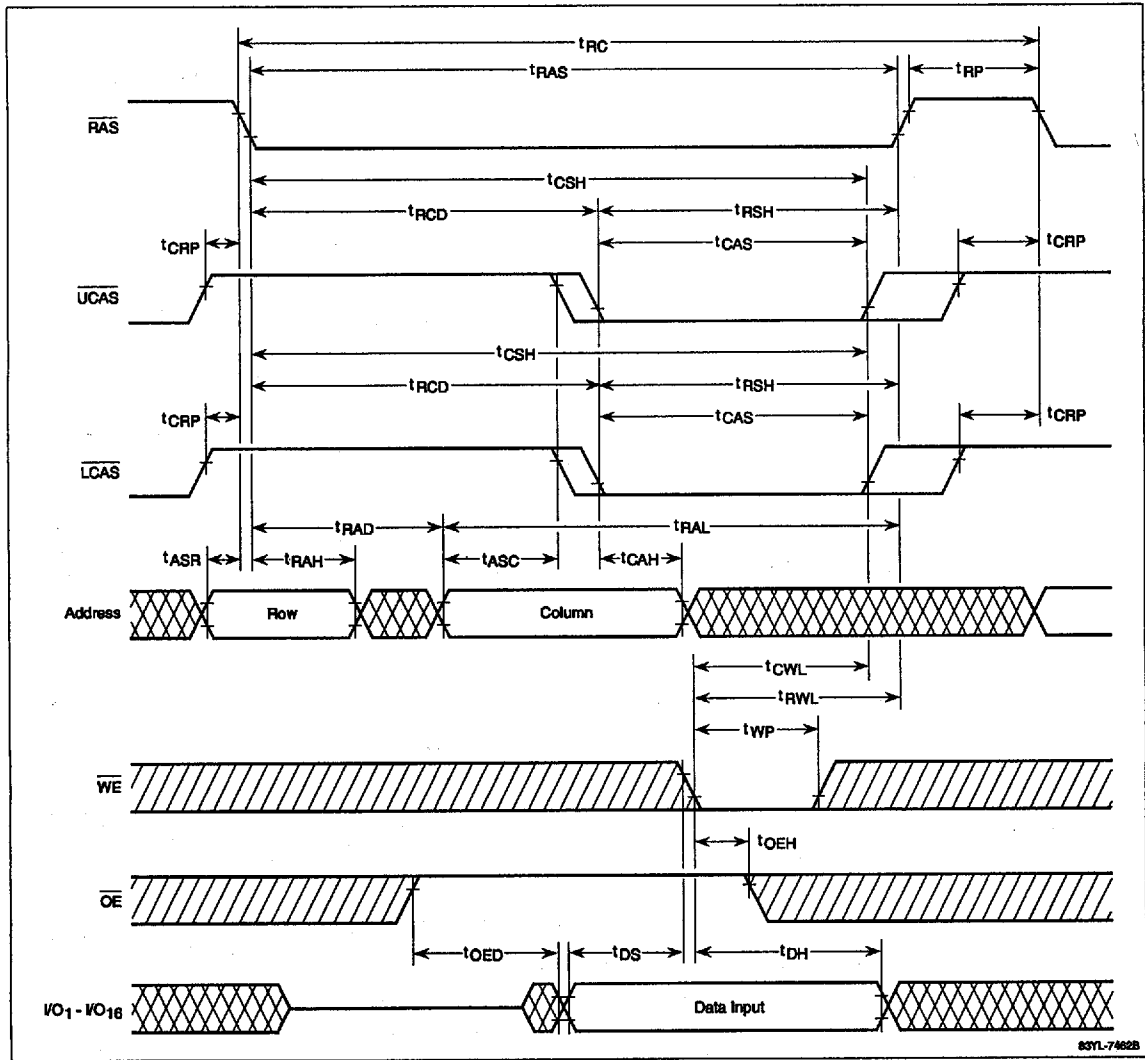 tRC
tRAS
tRP
RAS
tCSH
tRCD
tRSH
tCRP
tCAS
tCRP
UCAS
tCSH
tRCD
tRSH
tCRP
tCAS
tCRP
LCAS
tRAD
tRAL
tASR
tRAH
tASC
tCAH
Address
Row
Column
tCWL
tRWL
tWP
WE
tOEH
OE
tOED
tDS
tDH
I/O1 - I/O16
Data Input
83YL-7462B